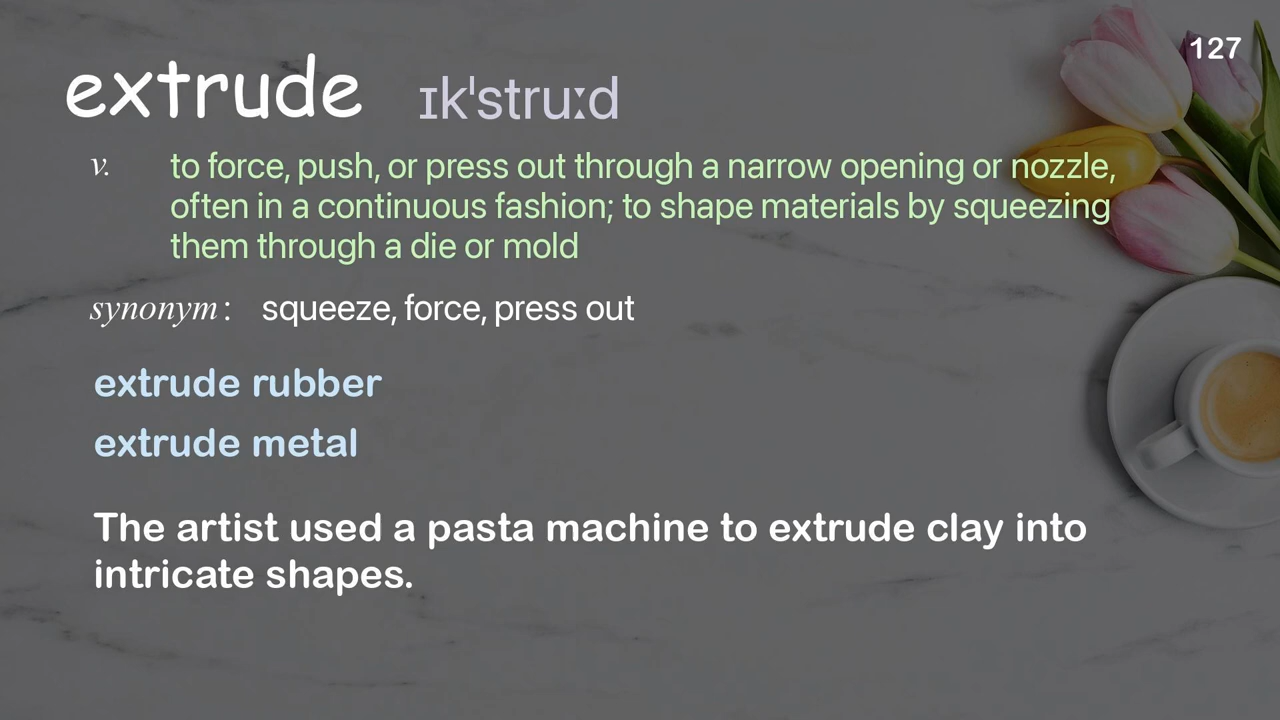 127
extrude ɪkˈstruːd
v. to force, push, or press out through a narrow opening or nozzle,
often in a continuous fashion; to shape materials by squeezing
them through a die or mold
synonym: squeeze, force, press out
extrude rubber
extrude metal
The artist used a pasta machine to extrude clay into
intricate shapes.